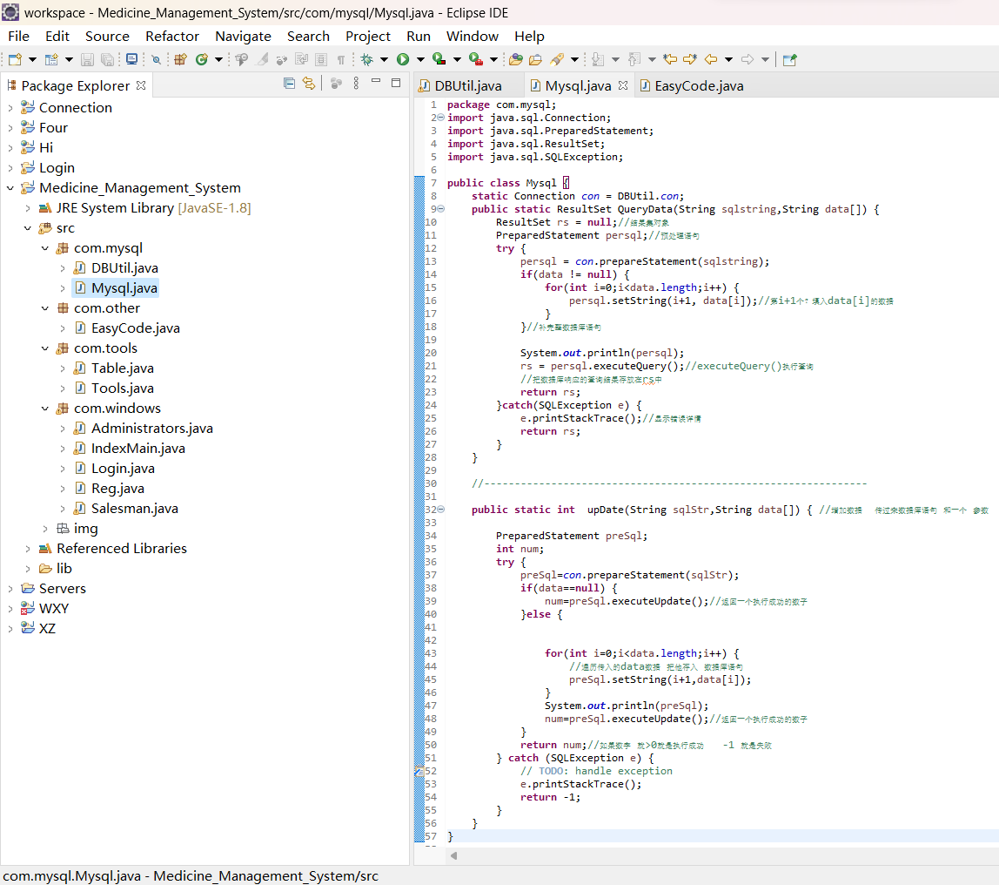 workspace - Medicine_Management_System/src/com/mysql/Mysql.java - Eclipse IDE
File Edit Source Refactor Navigate Search Project Run Window Help
Package Explorer
Connection
Four
Hi
Login
Medicine_Management_System
JRE System Library [JavaSE-1.8]
src
com.mysql
DBUtil.java
Mysql.java
com.other
EasyCode.java
com.tools
Table.java
Tools.java
com.windows
Administrators.java
IndexMain.java
Login.java
Reg.java
Salesman.java
img
Referenced Libraries
lib
Servers
WXY
XZ
DBUtil.java Mysql.java EasyCode.java
1 package com.mysql;
2 import java.sql.Connection;
3 import java.sql.PreparedStatement;
4 import java.sql.ResultSet;
5 import java.sql.SQLException;
6
7 public class Mysql {
8 static Connection con = DBUtil.con;
9 public static ResultSet QueryData(String sqlstring,String data[]) {
10 ResultSet rs = null;//结果集对象
11 PreparedStatement persql;//预处理语句
12 try {
13 persql = con.prepareStatement(sqlstring);
14 if(data != null) {
15 for(int i=0;i<data.length;i++) {
16 persql.setString(i+1, data[i]);//第i+1个？填入data[i]的数据
17 }
18 }//补完整数据库语句
19
20 System.out.println(persql);
21 rs = persql.executeQuery();//executeQuery()执行查询
22 //把数据库响应的查询结果存放在rs中
23 return rs;
24 }catch(SQLException e) {
25 e.printStackTrace();//显示错误详情
26 return rs;
27 }
28 }
29
30 //---------------------------------------------------------------
31
32 public static int  upDate(String sqlStr,String data[]) { //增加数据  传过来数据库语句 和一个 参数
33
34 PreparedStatement preSql;
35 int num;
36 try {
37 preSql=con.prepareStatement(sqlStr);
38 if(data==null) {
39 num=preSql.executeUpdate();//返回一个执行成功的数子
40 }else {
41
42
43 for(int i=0;i<data.length;i++) {
44 //遍历传入的data数据 把他存入 数据库语句
45 preSql.setString(i+1,data[i]);
46 }
47 System.out.println(preSql);
48 num=preSql.executeUpdate();//返回一个执行成功的数子
49 }
50 return num;//如果数字 就>0就是执行成功   -1 就是失败
51 } catch (SQLException e) {
52 // TODO: handle exception
53 e.printStackTrace();
54 return -1;
55 }
56 }
57 }
com.mysql.Mysql.java - Medicine_Management_System/src